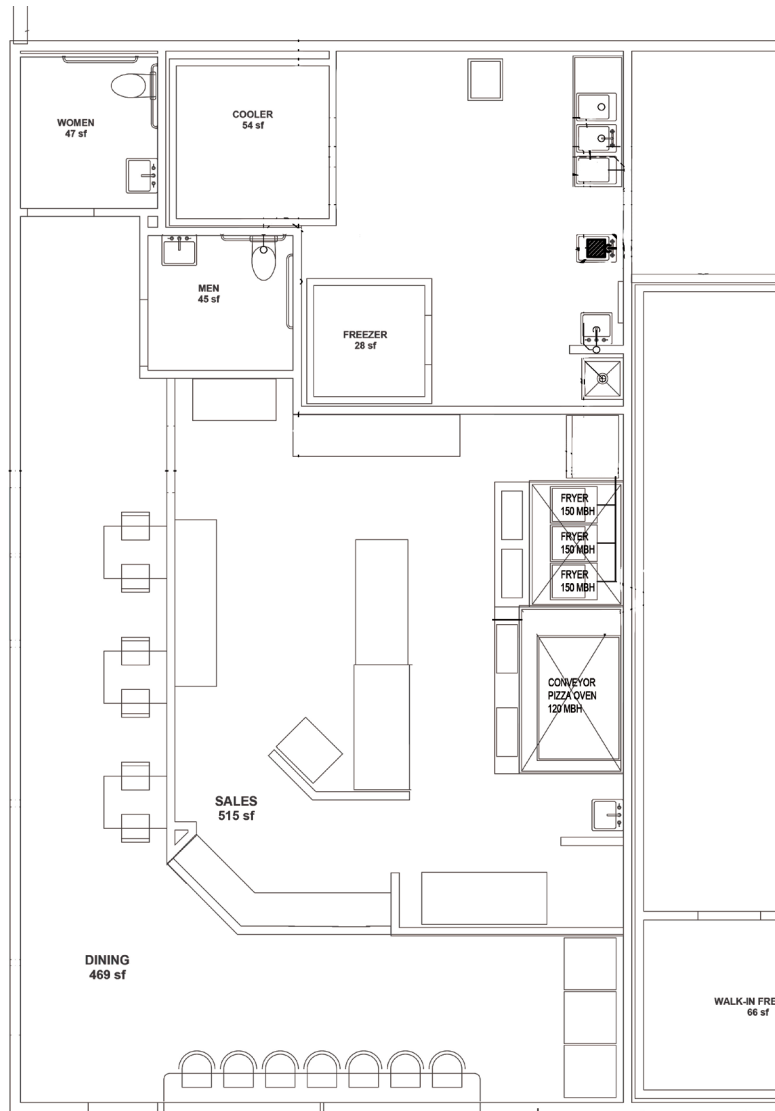 WOMEN
47 sf
COOLER
54 sf
MEN
45 sf
FREEZER
28 sf
FRYER
150 MBH
FRYER
150 MBH
FRYER
150 MBH
CONVEYOR
PIZZA OVEN
120 MBH
SALES
515 sf
DINING
469 sf
WALK-IN FRE
66 sf